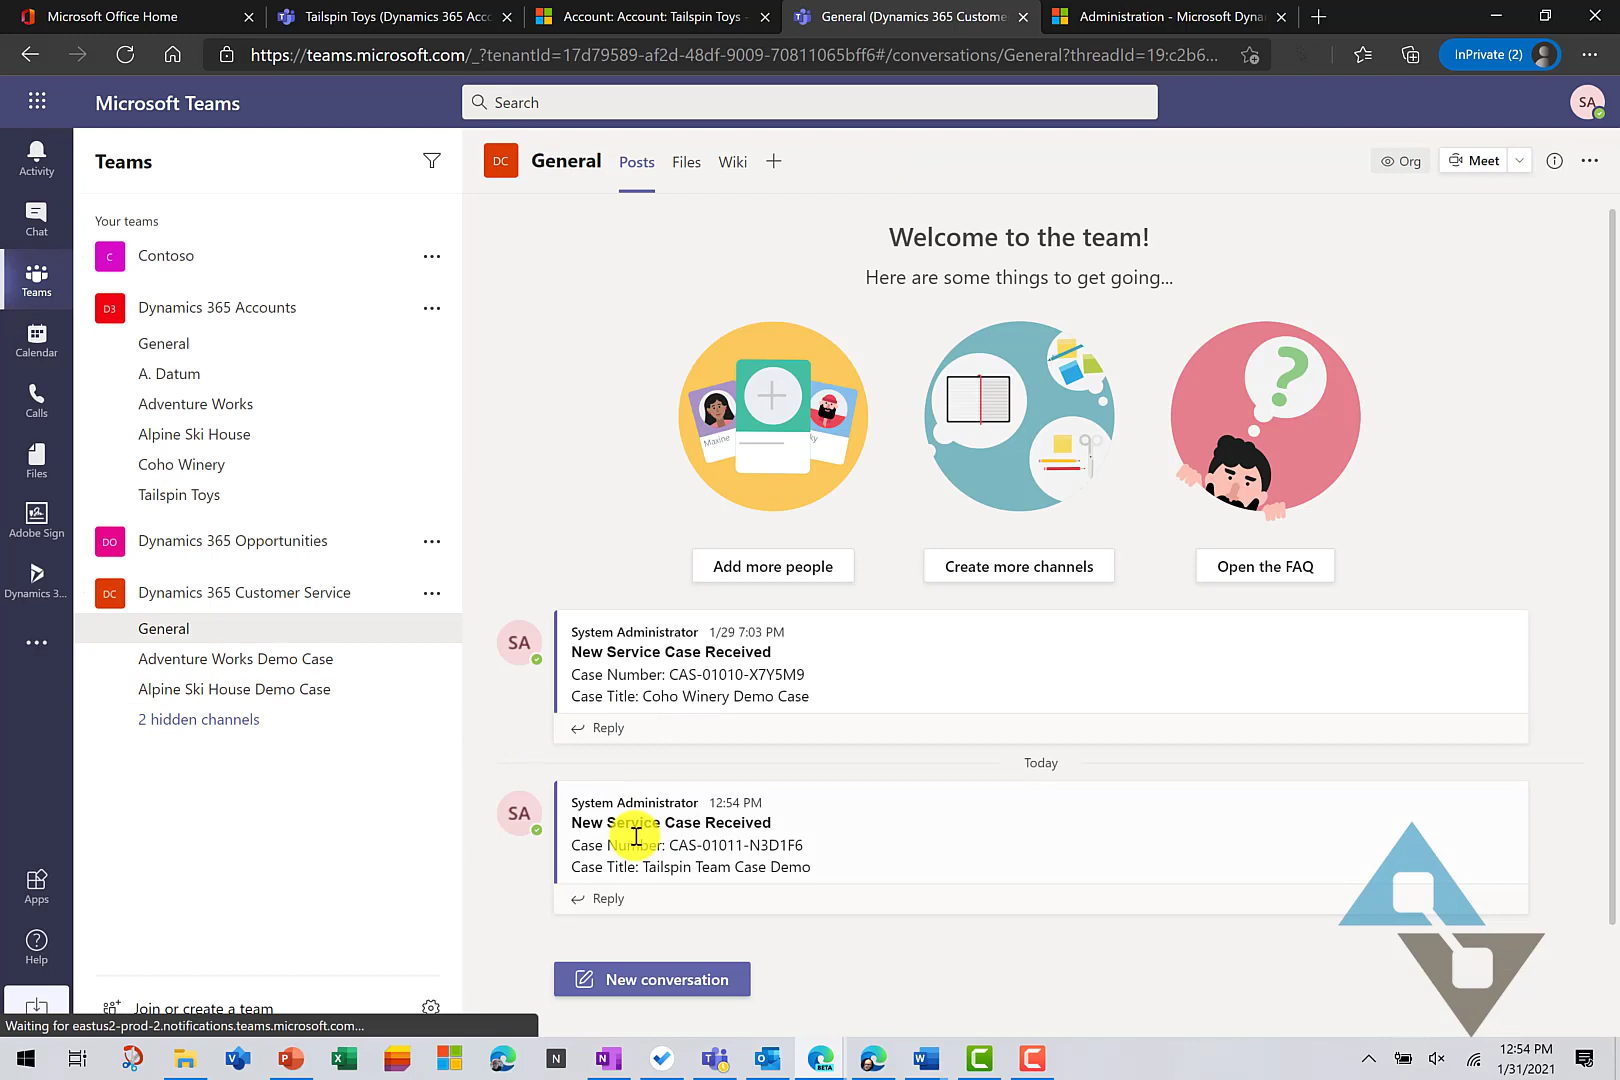 Microsoft Office Home
Tailspin Toys (Dynamics 365 Acc
Account: Account: Tailspin Toys -
General (Dynamics 365 Custome
Administration - Microsoft Dyna
https://teams.microsoft.com/_?tenantId=17d79589-af2d-48df-9009-70811065bff6#/conversations/General?threadId=19:c2b6...
InPrivate (2)
Microsoft Teams
Search
SA
Activity
Chat
Teams
Calendar
Calls
Files
Adobe Sign
Dynamics 3...
Apps
Help
Teams
Your teams
C
Contoso
D3
Dynamics 365 Accounts
General
A. Datum
Adventure Works
Alpine Ski House
Coho Winery
Tailspin Toys
DO
Dynamics 365 Opportunities
DC
Dynamics 365 Customer Service
General
Adventure Works Demo Case
Alpine Ski House Demo Case
2 hidden channels
Join or create a team
Waiting for eastus2-prod-2.notifications.teams.microsoft.com...
DC
General
Posts
Files
Wiki
Org
Meet
Welcome to the team!
Here are some things to get going...
Maxine
Add more people
Create more channels
Open the FAQ
SA
System Administrator 1/29 7:03 PM
New Service Case Received
Case Number: CAS-01010-X7Y5M9
Case Title: Coho Winery Demo Case
Reply
Today
SA
System Administrator 12:54 PM
New Service Case Received
Case Number: CAS-01011-N3D1F6
Case Title: Tailspin Team Case Demo
Reply
New conversation
BETA
12:54 PM
1/31/2021